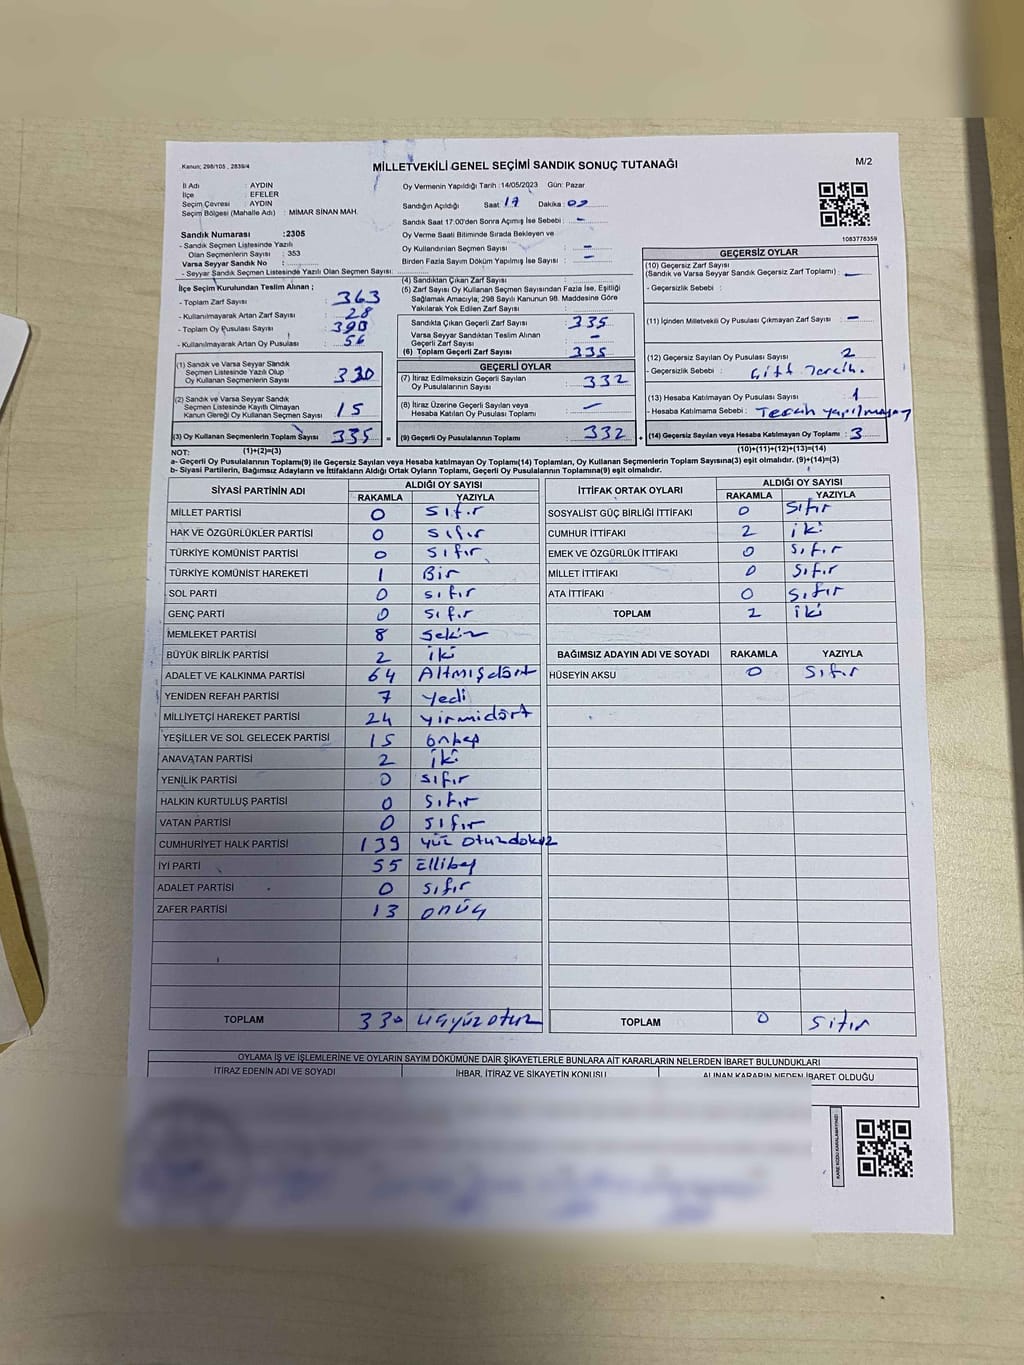 Kanun: 298/105 , 2839/4
MİLLETVEKİLİ GENEL SEÇİMİ SANDIK SONUÇ TUTANAĞI
M/2
İl Adı : AYDIN
İlçe : EFELER
Seçim Çevresi : AYDIN
Seçim Bölgesi (Mahalle Adı) : MİMAR SİNAN MAH.
Sandık Numarası :2305
- Sandık Seçmen Listesinde Yazılı
Olan Seçmenlerin Sayısı : 353
Varsa Seyyar Sandık No :
- Seyyar Sandık Seçmen Listesinde Yazılı Olan Seçmen Sayısı:
İlçe Seçim Kurulundan Teslim Alınan ;
- Toplam Zarf Sayısı : 363
- Kullanılmayarak Artan Zarf Sayısı : 28
- Toplam Oy Pusulası Sayısı : 390
- Kullanılmayarak Artan Oy Pusulası : 56
(1) Sandık ve Varsa Seyyar Sandık
Seçmen Listesinde Yazılı Olup
Oy Kullanan Seçmenlerin Sayısı : 320
(2) Sandık ve Varsa Seyyar Sandık
Seçmen Listesinde Kayıtlı Olmayan
Kanun Gereği Oy Kullanan Seçmen Sayısı : 15
(3) Oy Kullanan Seçmenlerin Toplam Sayısı : 335 =
Oy Vermenin Yapıldığı Tarih :14/05/2023 Gün: Pazar
Sandığın Açıldığı Saat: 17 Dakika: 09
Sandık Saat 17.00'den Sonra Açımış İse Sebebi : -
Oy Verme Saati Bitiminde Sırada Bekleyen ve
Oy Kullandırılan Seçmen Sayısı : -
Birden Fazla Sayım Döküm Yapılmış İse Sayısı : -
(4) Sandıktan Çıkan Zarf Sayısı :
(5) Zarf Sayısı Oy Kullanan Seçmen Sayısından Fazla İse, Eşitliği
Sağlamak Amacıyla; 298 Sayılı Kanunun 98. Maddesine Göre
Yakılarak Yok Edilen Zarf Sayısı :
Sandıkta Çıkan Geçerli Zarf Sayısı : 335
Varsa Seyyar Sandıktan Teslim Alınan
Geçerli Zarf Sayısı : -
(6) Toplam Geçerli Zarf Sayısı : 335
GEÇERLİ OYLAR
(7) İtiraz Edilmeksizin Geçerli Sayılan
Oy Pusulalarının Sayısı : 332
(8) İtiraz Üzerine Geçerli Sayılan veya
Hesaba Katılan Oy Pusulası Toplamı : -
(9) Geçerli Oy Pusulalarının Toplamı : 332 +
1083778359
GEÇERSİZ OYLAR
(10) Geçersiz Zarf Sayısı
(Sandık ve Varsa Seyyar Sandık Geçersiz Zarf Toplamı) : -
- Geçersizlik Sebebi :
(11) İçinden Milletvekili Oy Pusulası Çıkmayan Zarf Sayısı : -
(12) Geçersiz Sayılan Oy Pusulası Sayısı : 2
- Geçersizlik Sebebi : Çift Tercih.
(13) Hesaba Katılmayan Oy Pusulası Sayısı : 1
- Hesaba Katılmama Sebebi :
(14) Geçersiz Sayılan veya Hesaba Katılmayan Oy Toplamı : 3
NOT: (1)+(2)=(3) (10)+(11)+(12)+(13)=(14)
a- Geçerli Oy Pusulalarının Toplamı(9) ile Geçersiz Sayılan veya Hesaba katılmayan Oy Toplamı(14) Toplamları, Oy Kullanan Seçmenlerin Toplam Sayısına(3) eşit olmalıdır. (9)+(14)=(3)
b- Siyasi Partilerin, Bağımsız Adayların ve İttifakların Aldığı Oy Ortak Oyların Toplamı, Geçerli Oy Pusulalarının Toplamına(9) eşit olmalıdır.
SİYASİ PARTİNİN ADI ALDIĞI OY SAYISI
RAKAMLA YAZIYLA
MİLLET PARTİSİ 0 Sıfır
HAK VE ÖZGÜRLÜKLER PARTİSİ 0 Sıfır
TÜRKİYE KOMÜNİST PARTİSİ 0 Sıfır
TÜRKİYE KOMÜNİST HAREKETİ 1 Bir
SOL PARTİ 0 Sıfır
GENÇ PARTİ 0 Sıfır
MEMLEKET PARTİSİ 8 Sekiz
BÜYÜK BİRLİK PARTİSİ 2 iki
ADALET VE KALKINMA PARTİSİ 64 Altmışdört
YENİDEN REFAH PARTİSİ 7 yedi
MİLLİYETÇİ HAREKET PARTİSİ 24 yirmidört
YEŞİLLER VE SOL GELECEK PARTİSİ 15 onbeş
ANAVATAN PARTİSİ 2 iki
YENİLİK PARTİSİ 0 Sıfır
HALKIN KURTULUŞ PARTİSİ 0 Sıfır
VATAN PARTİSİ 0 Sıfır
CUMHURİYET HALK PARTİSİ 139 yüz otuzdokuz
İYİ PARTİ 55 Ellibeş
ADALET PARTİSİ 0 Sıfır
ZAFER PARTİSİ 13 onüç
TOPLAM 330 üçyüzotuz
İTTİFAK ORTAK OYLARI ALDIĞI OY SAYISI
RAKAMLA YAZIYLA
SOSYALİST GÜÇ BİRLİĞİ İTTİFAKI 0 Sıfır
CUMHUR İTTİFAKI 2 iki
EMEK VE ÖZGÜRLÜK İTTİFAKI 0 Sıfır
MİLLET İTTİFAKI 0 Sıfır
ATA İTTİFAKI 0 Sıfır
TOPLAM 2 iki
BAĞIMSIZ ADAYIN ADI VE SOYADI RAKAMLA YAZIYLA
HÜSEYİN AKSU 0 Sıfır
TOPLAM 0 Sıfır
OYLAMA İŞ VE İŞLEMLERİNE VE OYLARIN SAYIM DÖKÜMÜNE DAİR ŞİKAYETLERLE BUNLARA AİT KARARLARIN NELERDEN İBARET BULUNDUKLARI
İTİRAZ EDENİN ADI VE SOYADI İHBAR, İTİRAZ VE ŞİKAYETİN KONUSU ALINAN KARARIN NEDEN İBARET OLDUĞU